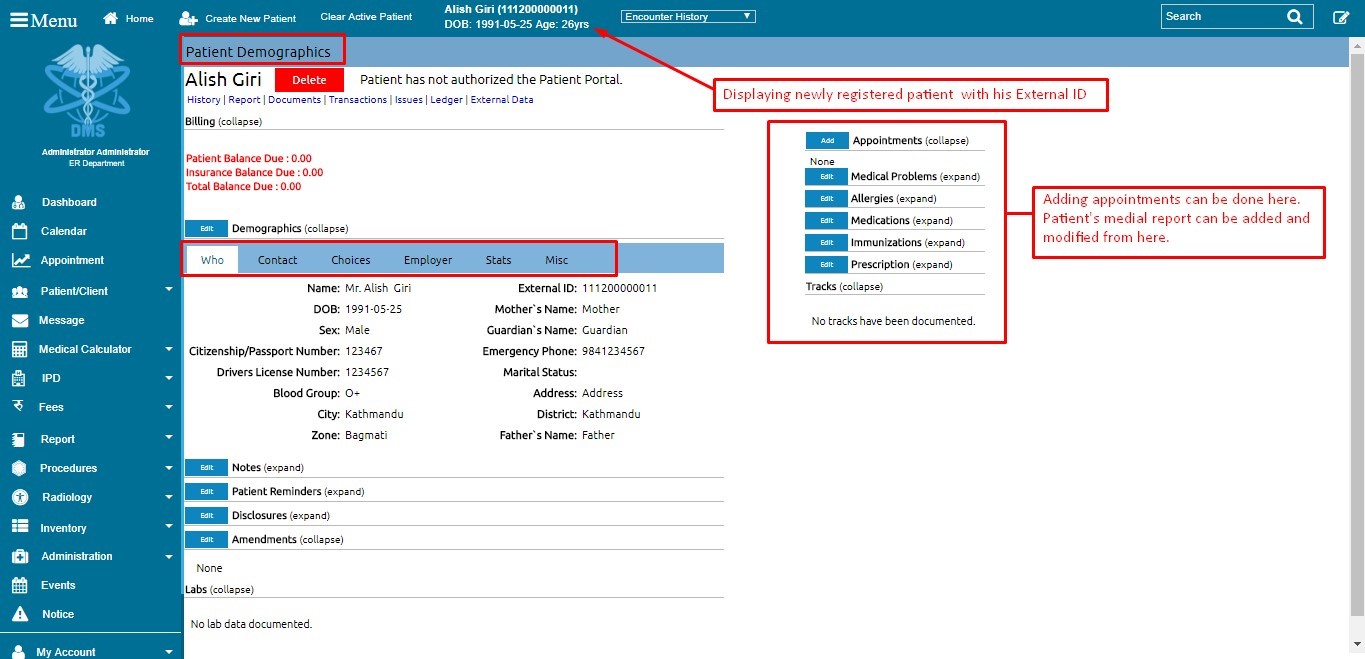 Menu
Home
Create New Patient
Clear Active Patient
Alish Giri (111200000011)
DOB: 1991-05-25 Age: 26yrs
Encounter History
Search
DMS
Administrator Administrator
ER Department
Dashboard
Calendar
Appointment
Patient/Client
Message
Medical Calculator
IPD
Fees
Report
Procedures
Radiology
Inventory
Administration
Events
Notice
My Account
Patient Demographics
Alish Giri Delete Patient has not authorized the Patient Portal.
History | Report | Documents | Transactions | Issues | Ledger | External Data
Billing (collapse)
Patient Balance Due : 0.00
Insurance Balance Due : 0.00
Total Balance Due : 0.00
Edit Demographics (collapse)
Who Contact Choices Employer Stats Misc
Name: Mr. Alish Giri External ID: 111200000011
DOB: 1991-05-25 Mother`s Name: Mother
Sex: Male Guardian`s Name: Guardian
Citizenship/Passport Number: 123467 Emergency Phone: 9841234567
Drivers License Number: 1234567 Marital Status:
Blood Group: O+ Address: Address
City: Kathmandu District: Kathmandu
Zone: Bagmati Father`s Name: Father
Edit Notes (expand)
Edit Patient Reminders (expand)
Edit Disclosures (expand)
Edit Amendments (collapse)
None
Labs (collapse)
No lab data documented.
Displaying newly registered patient with his External ID
Add Appointments (collapse)
None
Edit Medical Problems (expand)
Edit Allergies (expand)
Edit Medications (expand)
Edit Immunizations (expand)
Edit Prescription (expand)
Tracks (collapse)
No tracks have been documented.
Adding appointments can be done here.
Patient's medial report can be added and
modified from here.